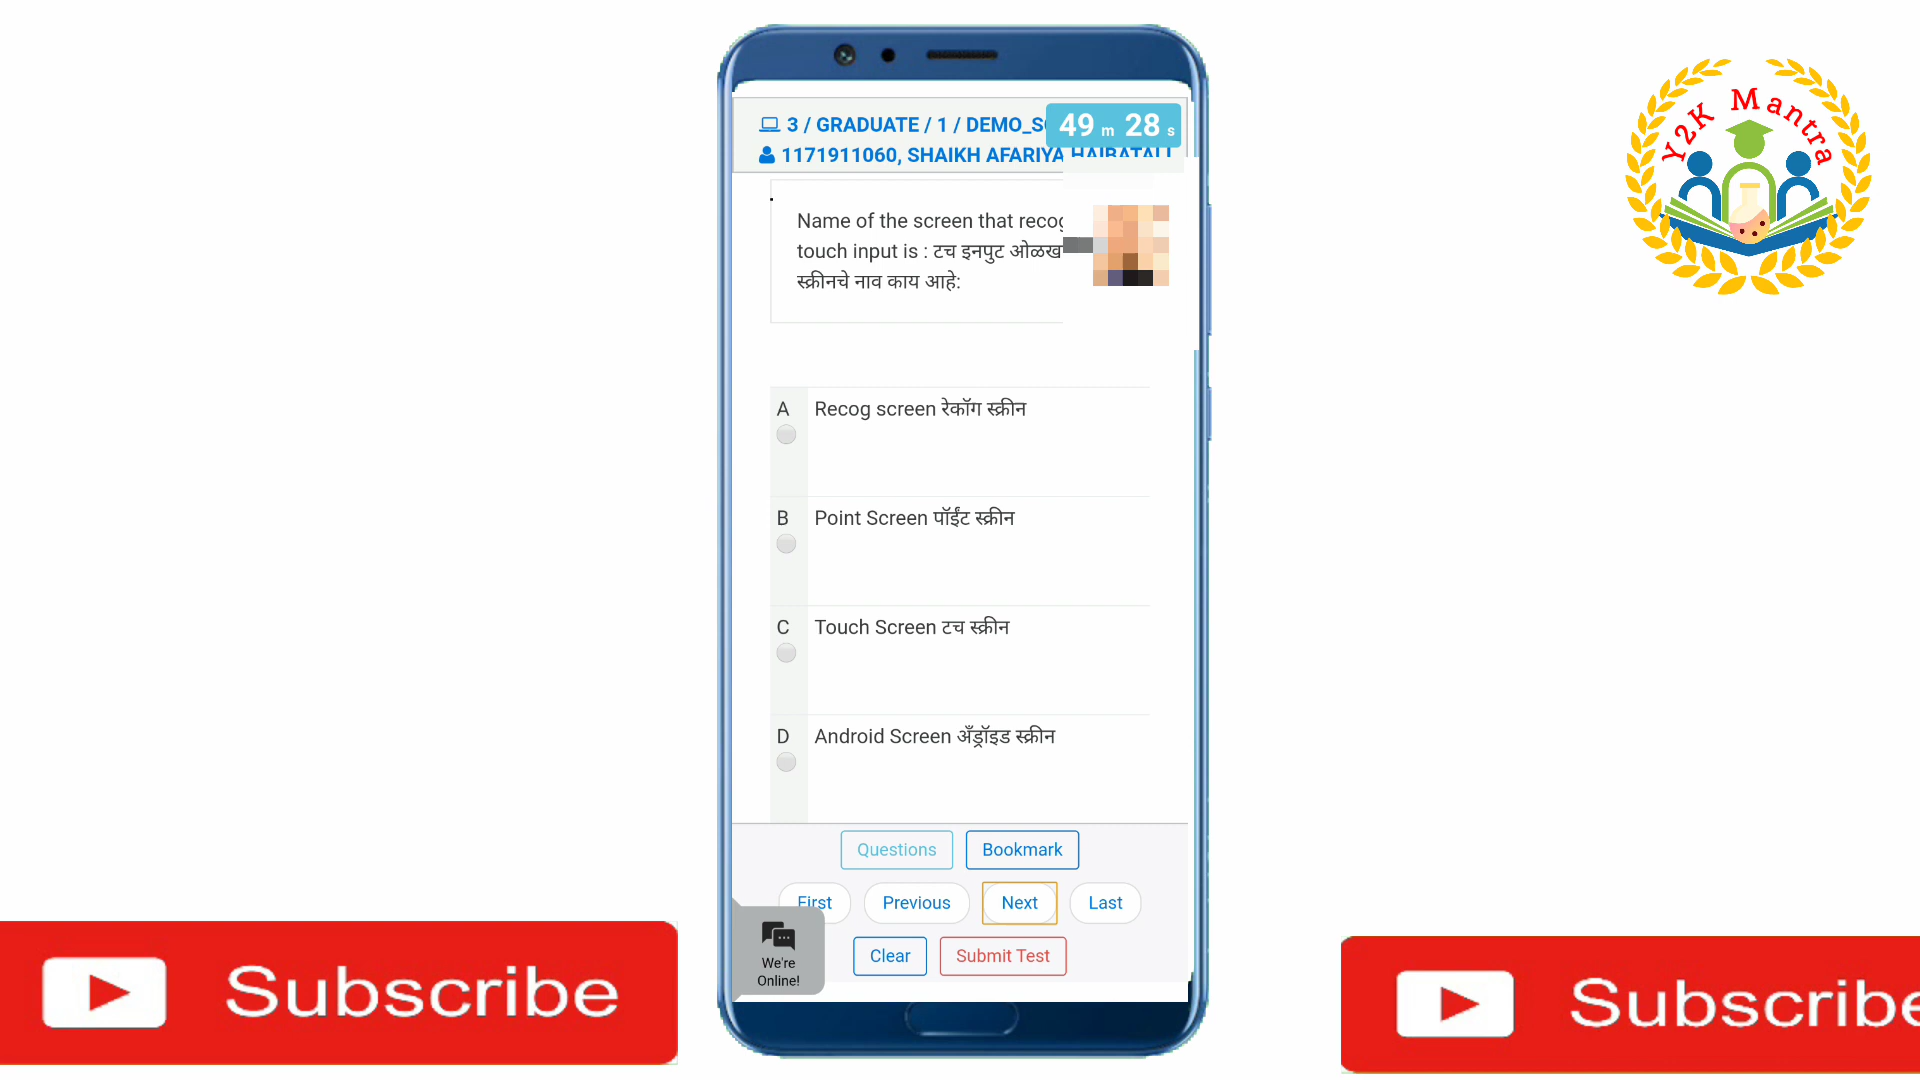 Y2K Mantra
3 / GRADUATE / 1 / DEMO_S
49 m 28 s
1171911060, SHAIKH AFARIYA HAIBATALI
Name of the screen that recog
touch input is : टच इनपुट ओळख
स्क्रीनचे नाव काय आहे:
A Recog screen रेकॉग स्क्रीन
B Point Screen पॉईंट स्क्रीन
C Touch Screen टच स्क्रीन
D Android Screen अँड्रॉइड स्क्रीन
Questions Bookmark
First Previous Next Last
We're
Online!
Clear Submit Test
Subscribe
Subscribe